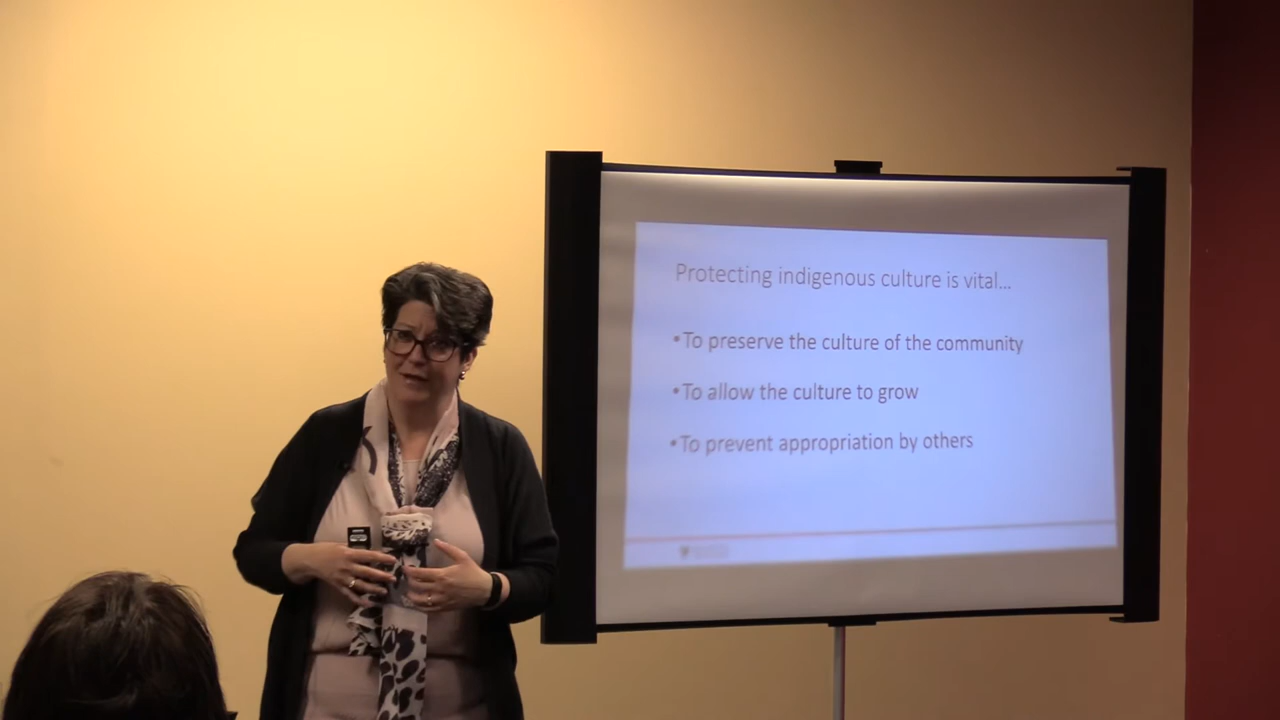 Protecting indigenous culture is vital...
•To preserve the culture of the community
•To allow the culture to grow
•To prevent appropriation by others